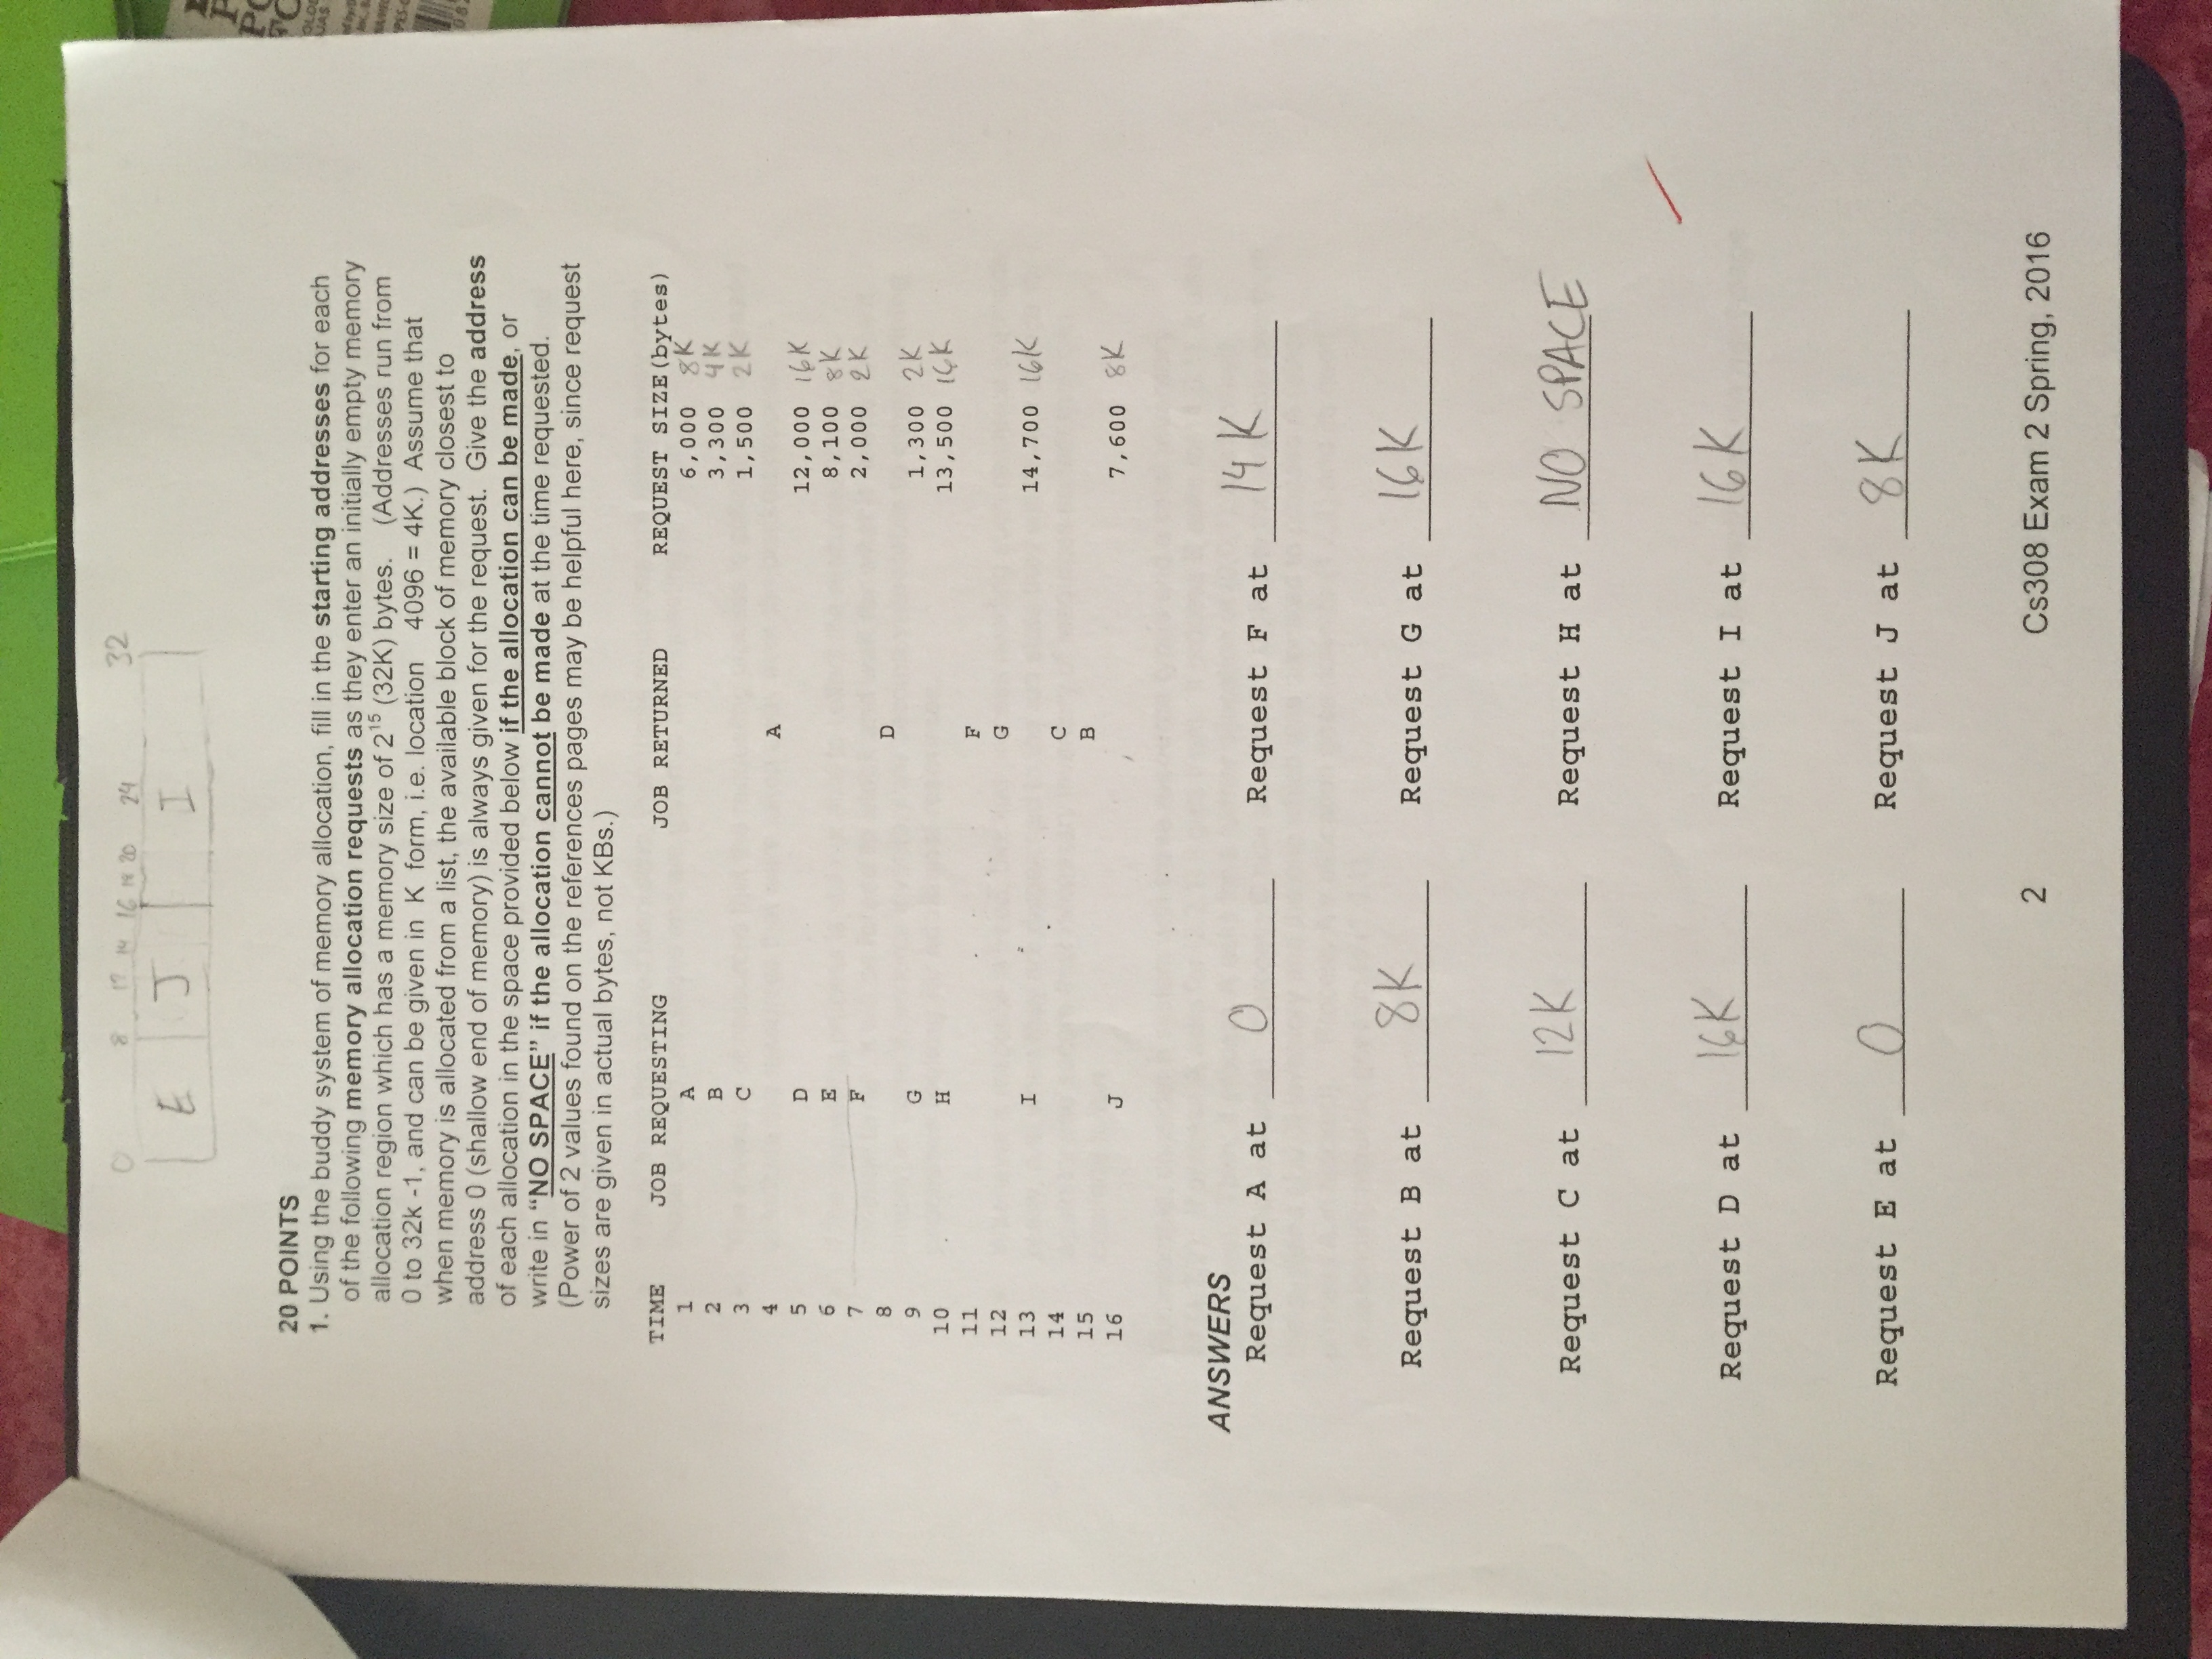 0 8 12 14 16 18 20 24 32
E J I
20 POINTS
1. Using the buddy system of memory allocation, fill in the starting addresses for each
of the following memory allocation requests as they enter an initially empty memory
allocation region which has a memory size of 2¹⁵ (32K) bytes. (Addresses run from
0 to 32k -1, and can be given in K form, i.e. location 4096 = 4K.) Assume that
when memory is allocated from a list, the available block of memory closest to
address 0 (shallow end of memory) is always given for the request. Give the address
of each allocation in the space provided below if the allocation can be made, or
write in “NO SPACE” if the allocation cannot be made at the time requested.
(Power of 2 values found on the references pages may be helpful here, since request
sizes are given in actual bytes, not KBs.)
TIME JOB REQUESTING JOB RETURNED REQUEST SIZE(bytes)
1 A 6,000 8K
2 B 3,300 4K
3 C 1,500 2K
4 A
5 D 12,000 16K
6 E 8,100 8K
7 F 2,000 2K
8 D
9 G 1,300 2K
10 H 13,500 16K
11 F
12 G
13 I 14,700 16K
14 C
15 B
16 J 7,600 8K
ANSWERS
Request A at 0 Request F at 14K
Request B at 8K Request G at 16K
Request C at 12K Request H at NO SPACE
Request D at 16K Request I at 16K
Request E at 0 Request J at 8K
2 Cs308 Exam 2 Spring, 2016